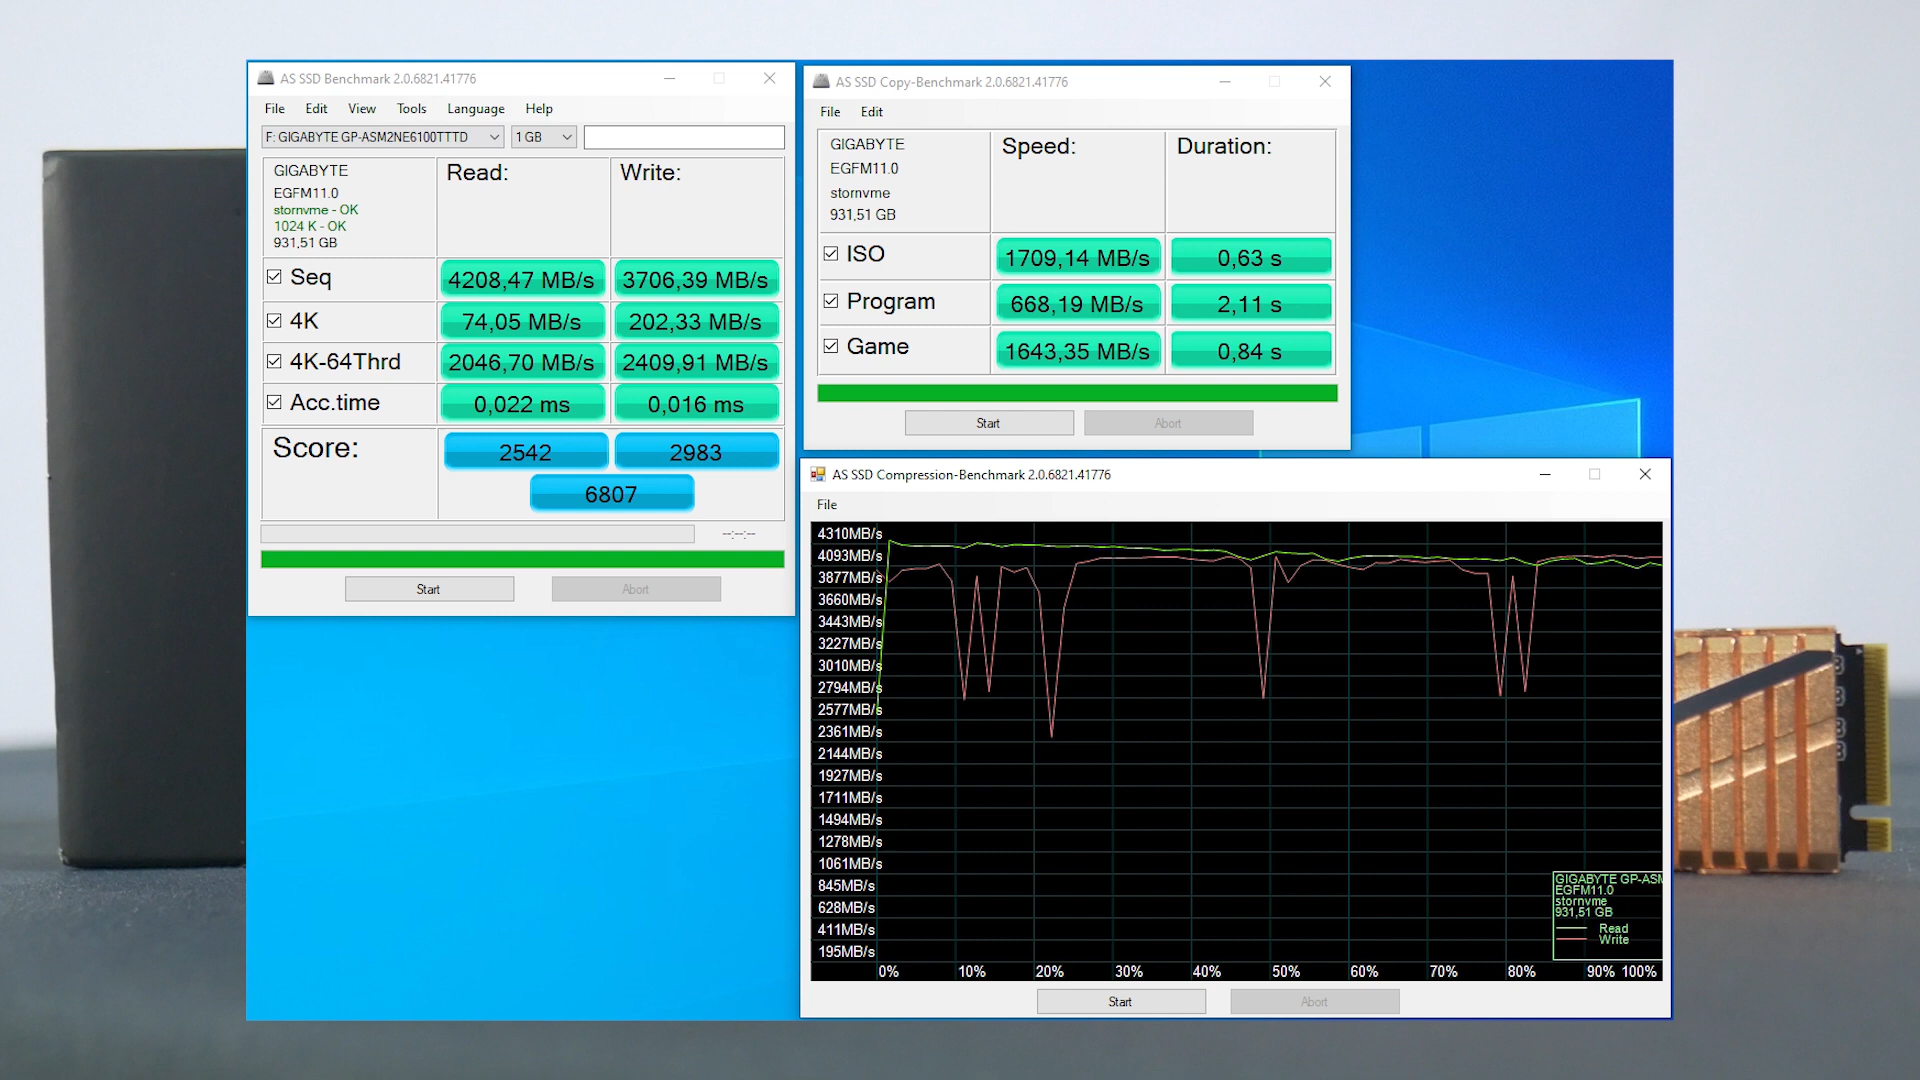 AS SSD Benchmark 2.0.6821.41776
File Edit View Tools Language Help
F: GIGABYTE GP-ASM2NE6100TTTD 1 GB
GIGABYTE
EGFM11.0
stornvme - OK
1024 K - OK
931,51 GB
Read: Write:
Seq 4208,47 MB/s 3706,39 MB/s
4K 74,05 MB/s 202,33 MB/s
4K-64Thrd 2046,70 MB/s 2409,91 MB/s
Acc.time 0,022 ms 0,016 ms
Score: 2542 2983
6807
--:--:--
Start Abort
AS SSD Copy-Benchmark 2.0.6821.41776
File Edit
GIGABYTE
EGFM11.0
stornvme
931,51 GB
Speed: Duration:
ISO 1709,14 MB/s 0,63 s
Program 668,19 MB/s 2,11 s
Game 1643,35 MB/s 0,84 s
Start Abort
AS SSD Compression-Benchmark 2.0.6821.41776
File
4310MB/s
4093MB/s
3877MB/s
3660MB/s
3443MB/s
3227MB/s
3010MB/s
2794MB/s
2577MB/s
2361MB/s
2144MB/s
1927MB/s
1711MB/s
1494MB/s
1278MB/s
1061MB/s
845MB/s
628MB/s
411MB/s
195MB/s
0% 10% 20% 30% 40% 50% 60% 70% 80% 90% 100%
GIGABYTE GP-ASM
EGFM11.0
stornvme
931,51 GB
Read
Write
Start Abort